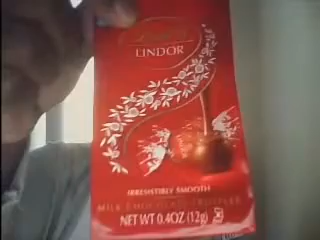 LINDOR
IRRESISTIBLY SMOOTH
MILK CHOCOLATE TRUFFLES
NET WT 0.4OZ (12g)